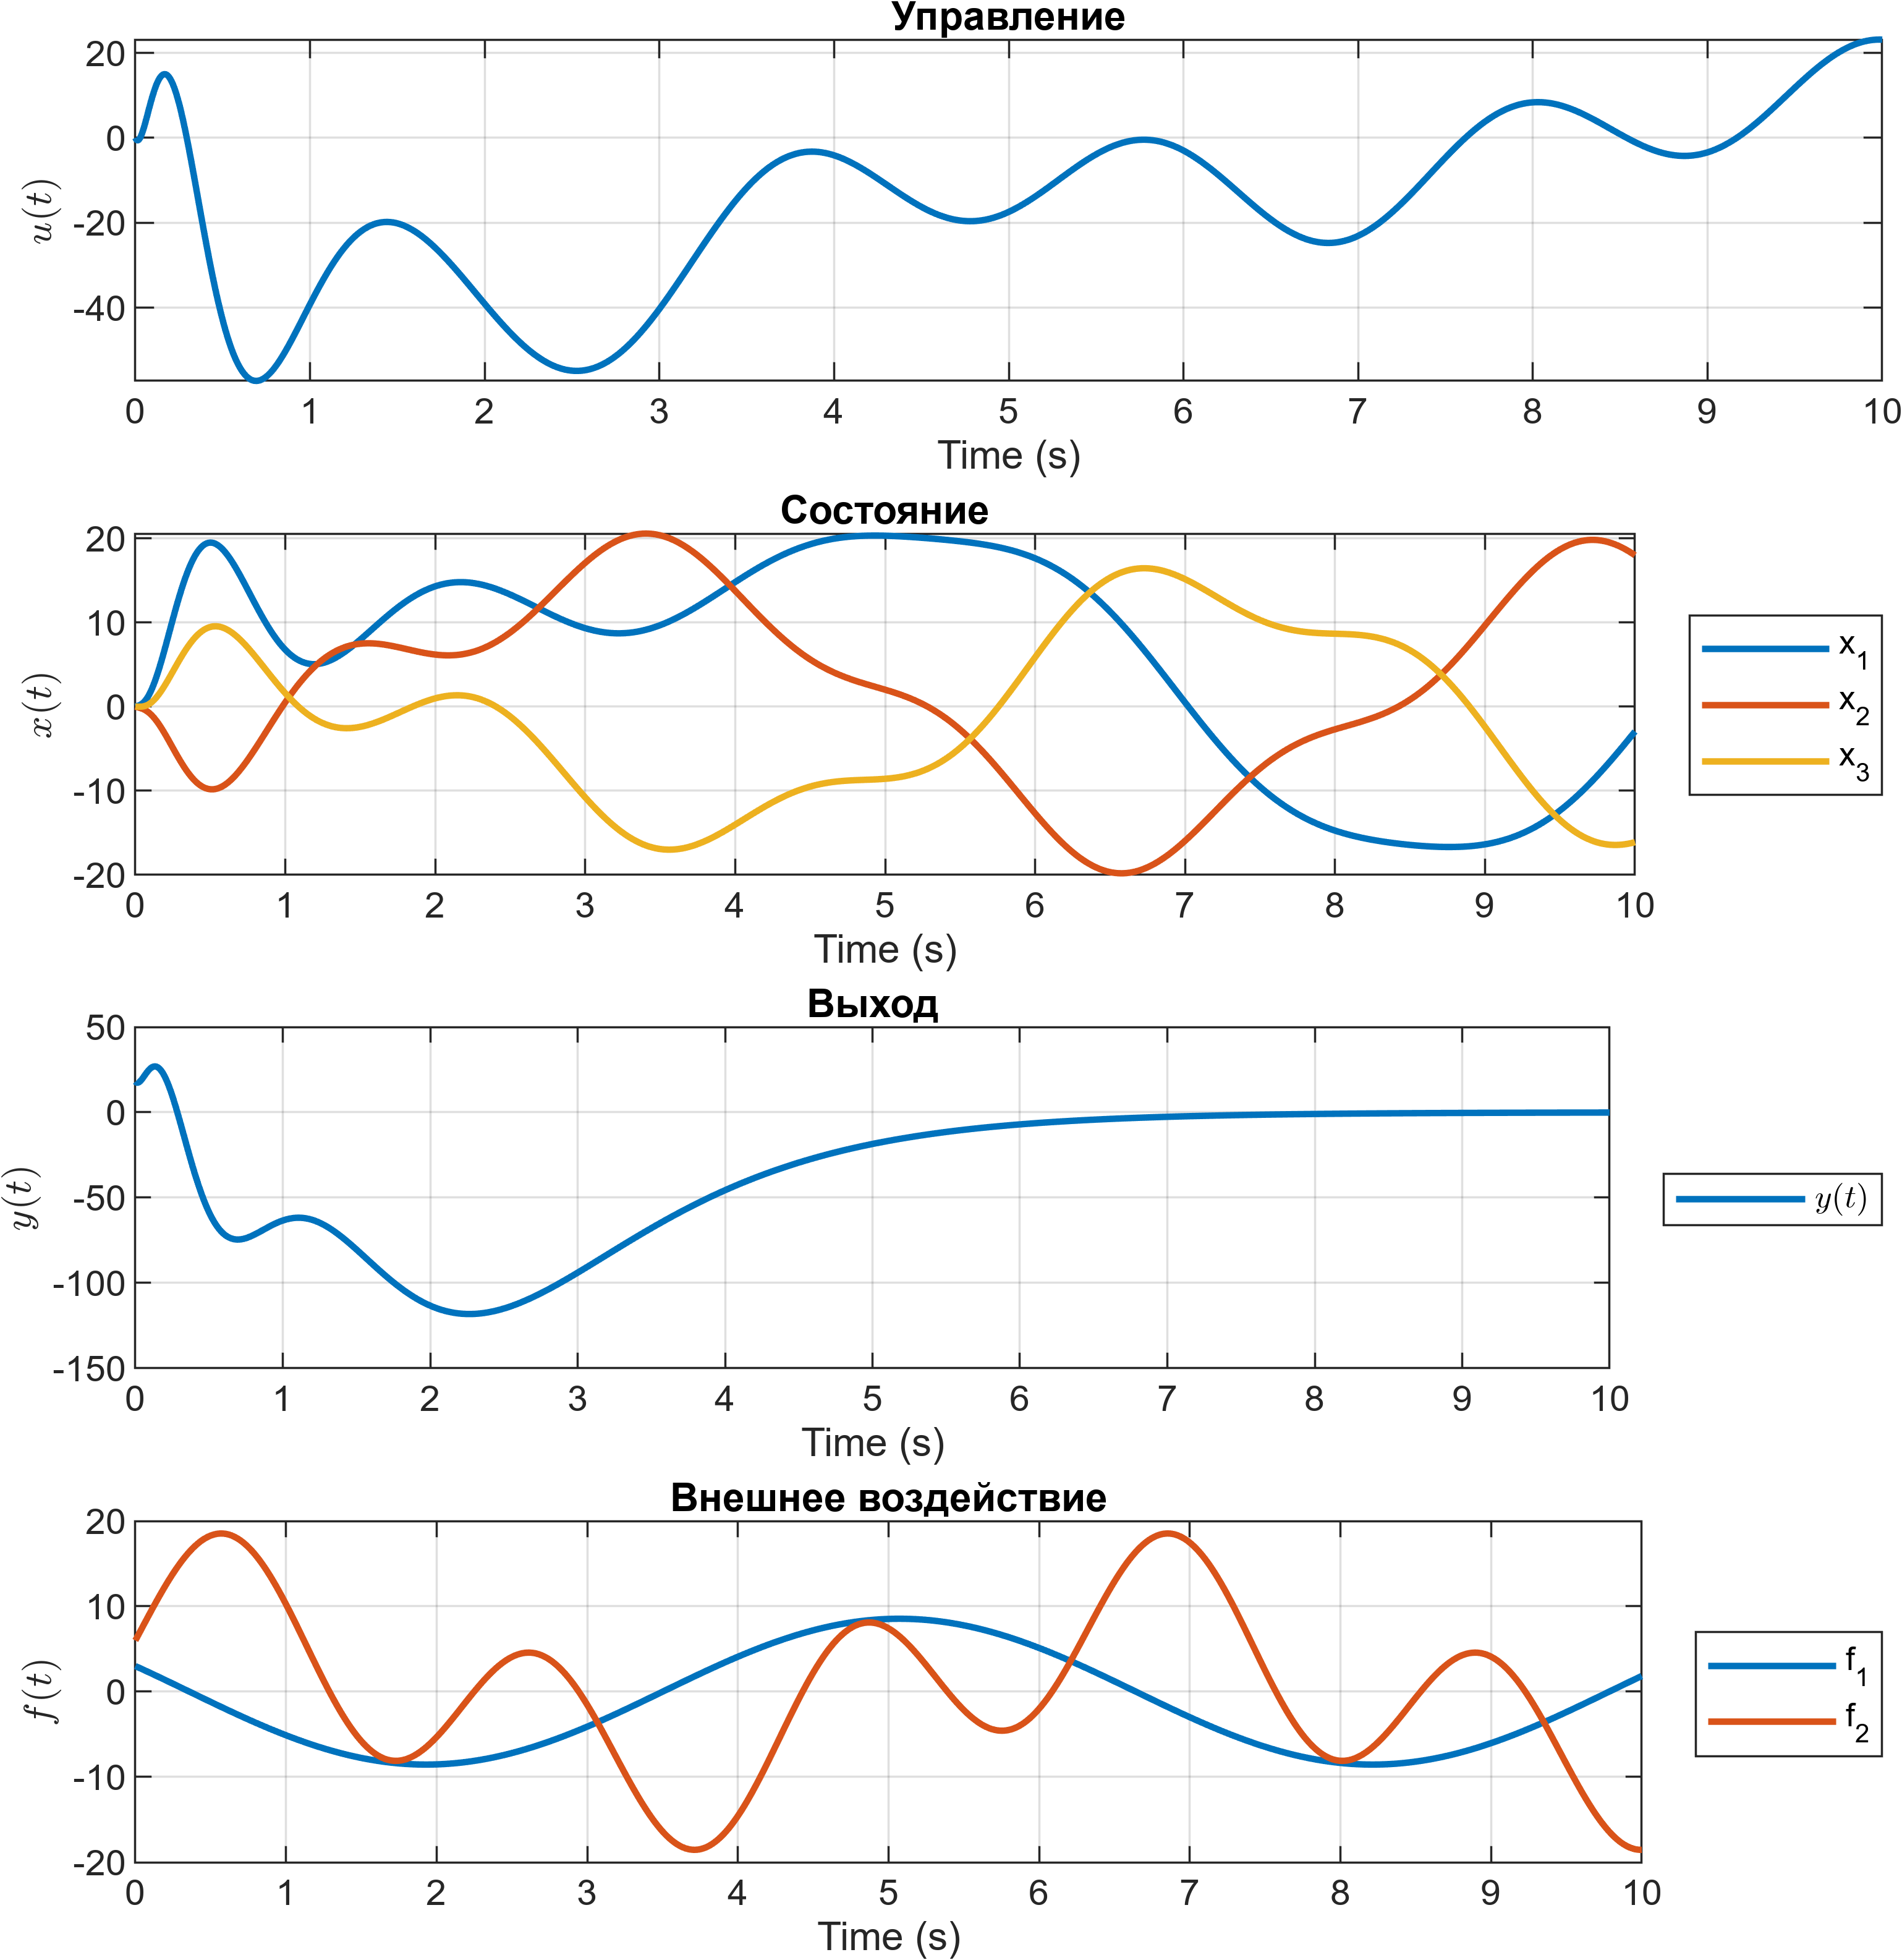 Управление
20
0
-20
-40
u(t)
0 1 2 3 4 5 6 7 8 9 10
Time (s)
Состояние
20
10
0
-10
-20
x(t)
0 1 2 3 4 5 6 7 8 9 10
Time (s)
x1
x2
x3
Выход
50
0
-50
-100
-150
y(t)
0 1 2 3 4 5 6 7 8 9 10
Time (s)
y(t)
Внешнее воздействие
20
10
0
-10
-20
f(t)
0 1 2 3 4 5 6 7 8 9 10
Time (s)
f1
f2